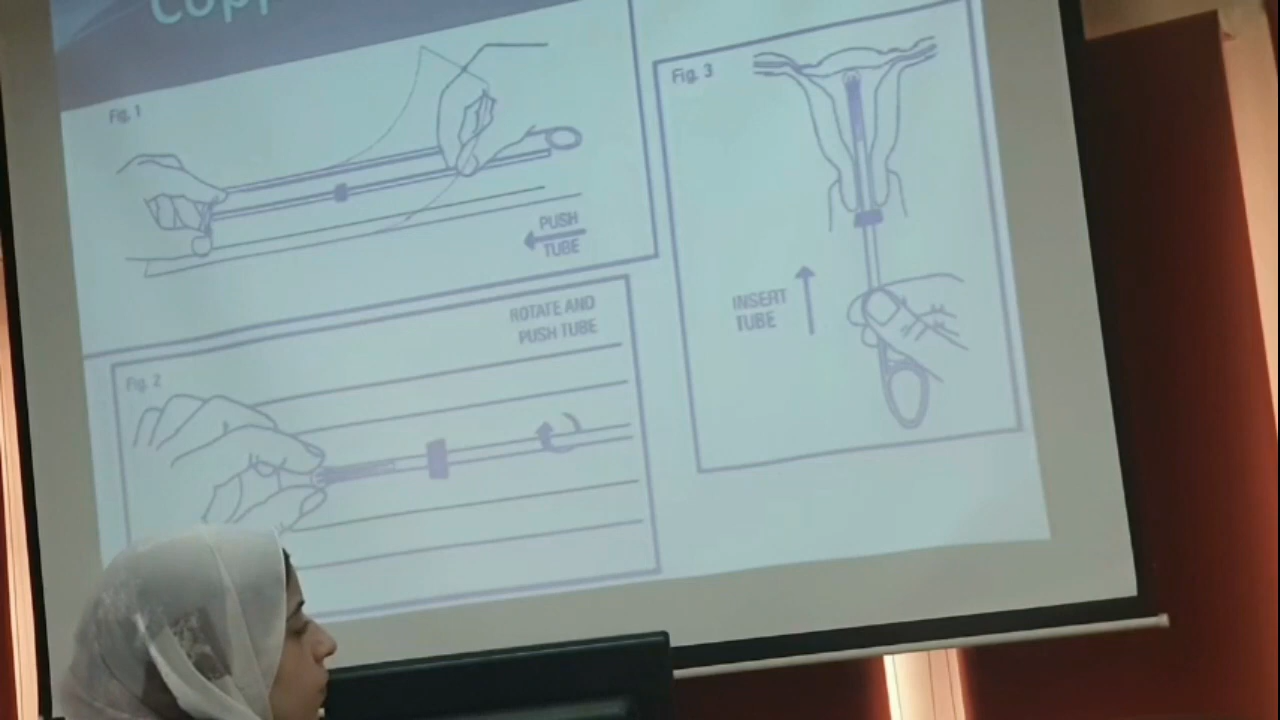 Fig. 1
PUSH
TUBE
ROTATE AND
PUSH TUBE
Fig. 2
Fig. 3
INSERT
TUBE